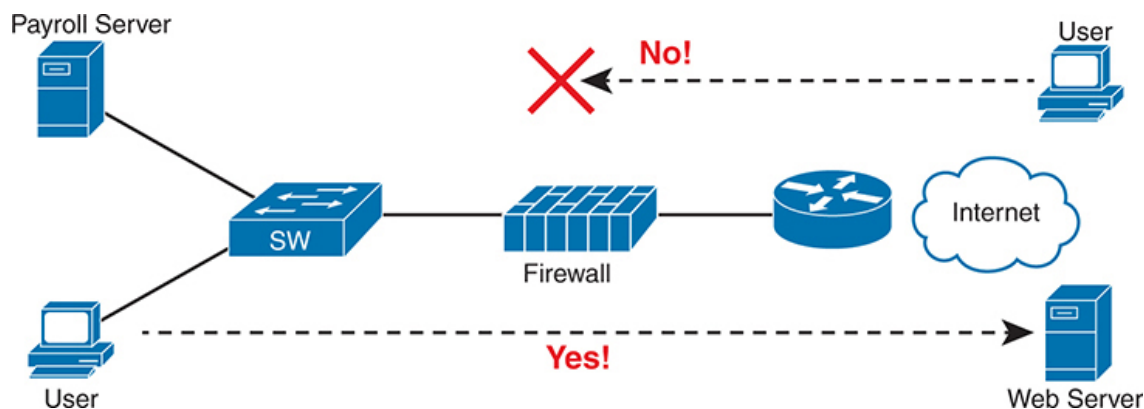 Payroll Server
User
No!
SW
Firewall
Internet
Yes!
User
Web Server